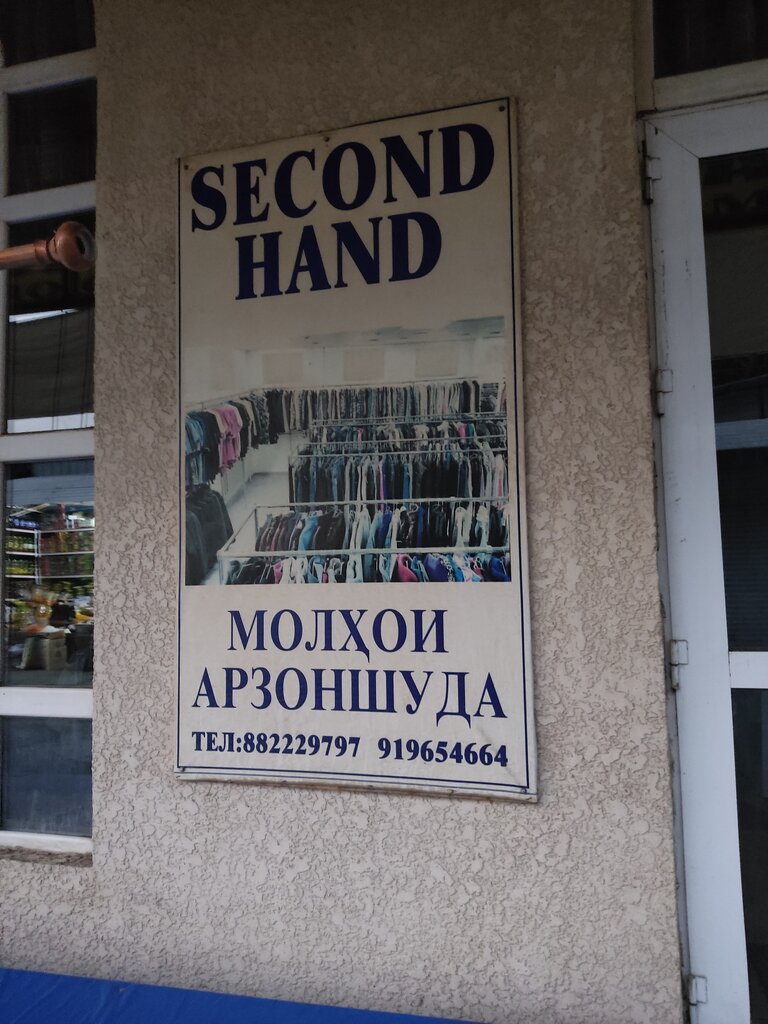 SECOND
HAND
МОЛҲОИ
АРЗОНШУДА
ТЕЛ:882229797 919654664